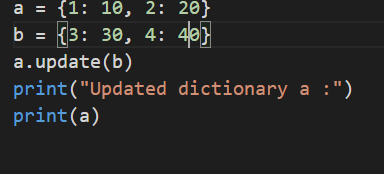 a = {1: 10, 2: 20}
b = {3: 30, 4: 40}
a.update(b)
print("Updated dictionary a :")
print(a)